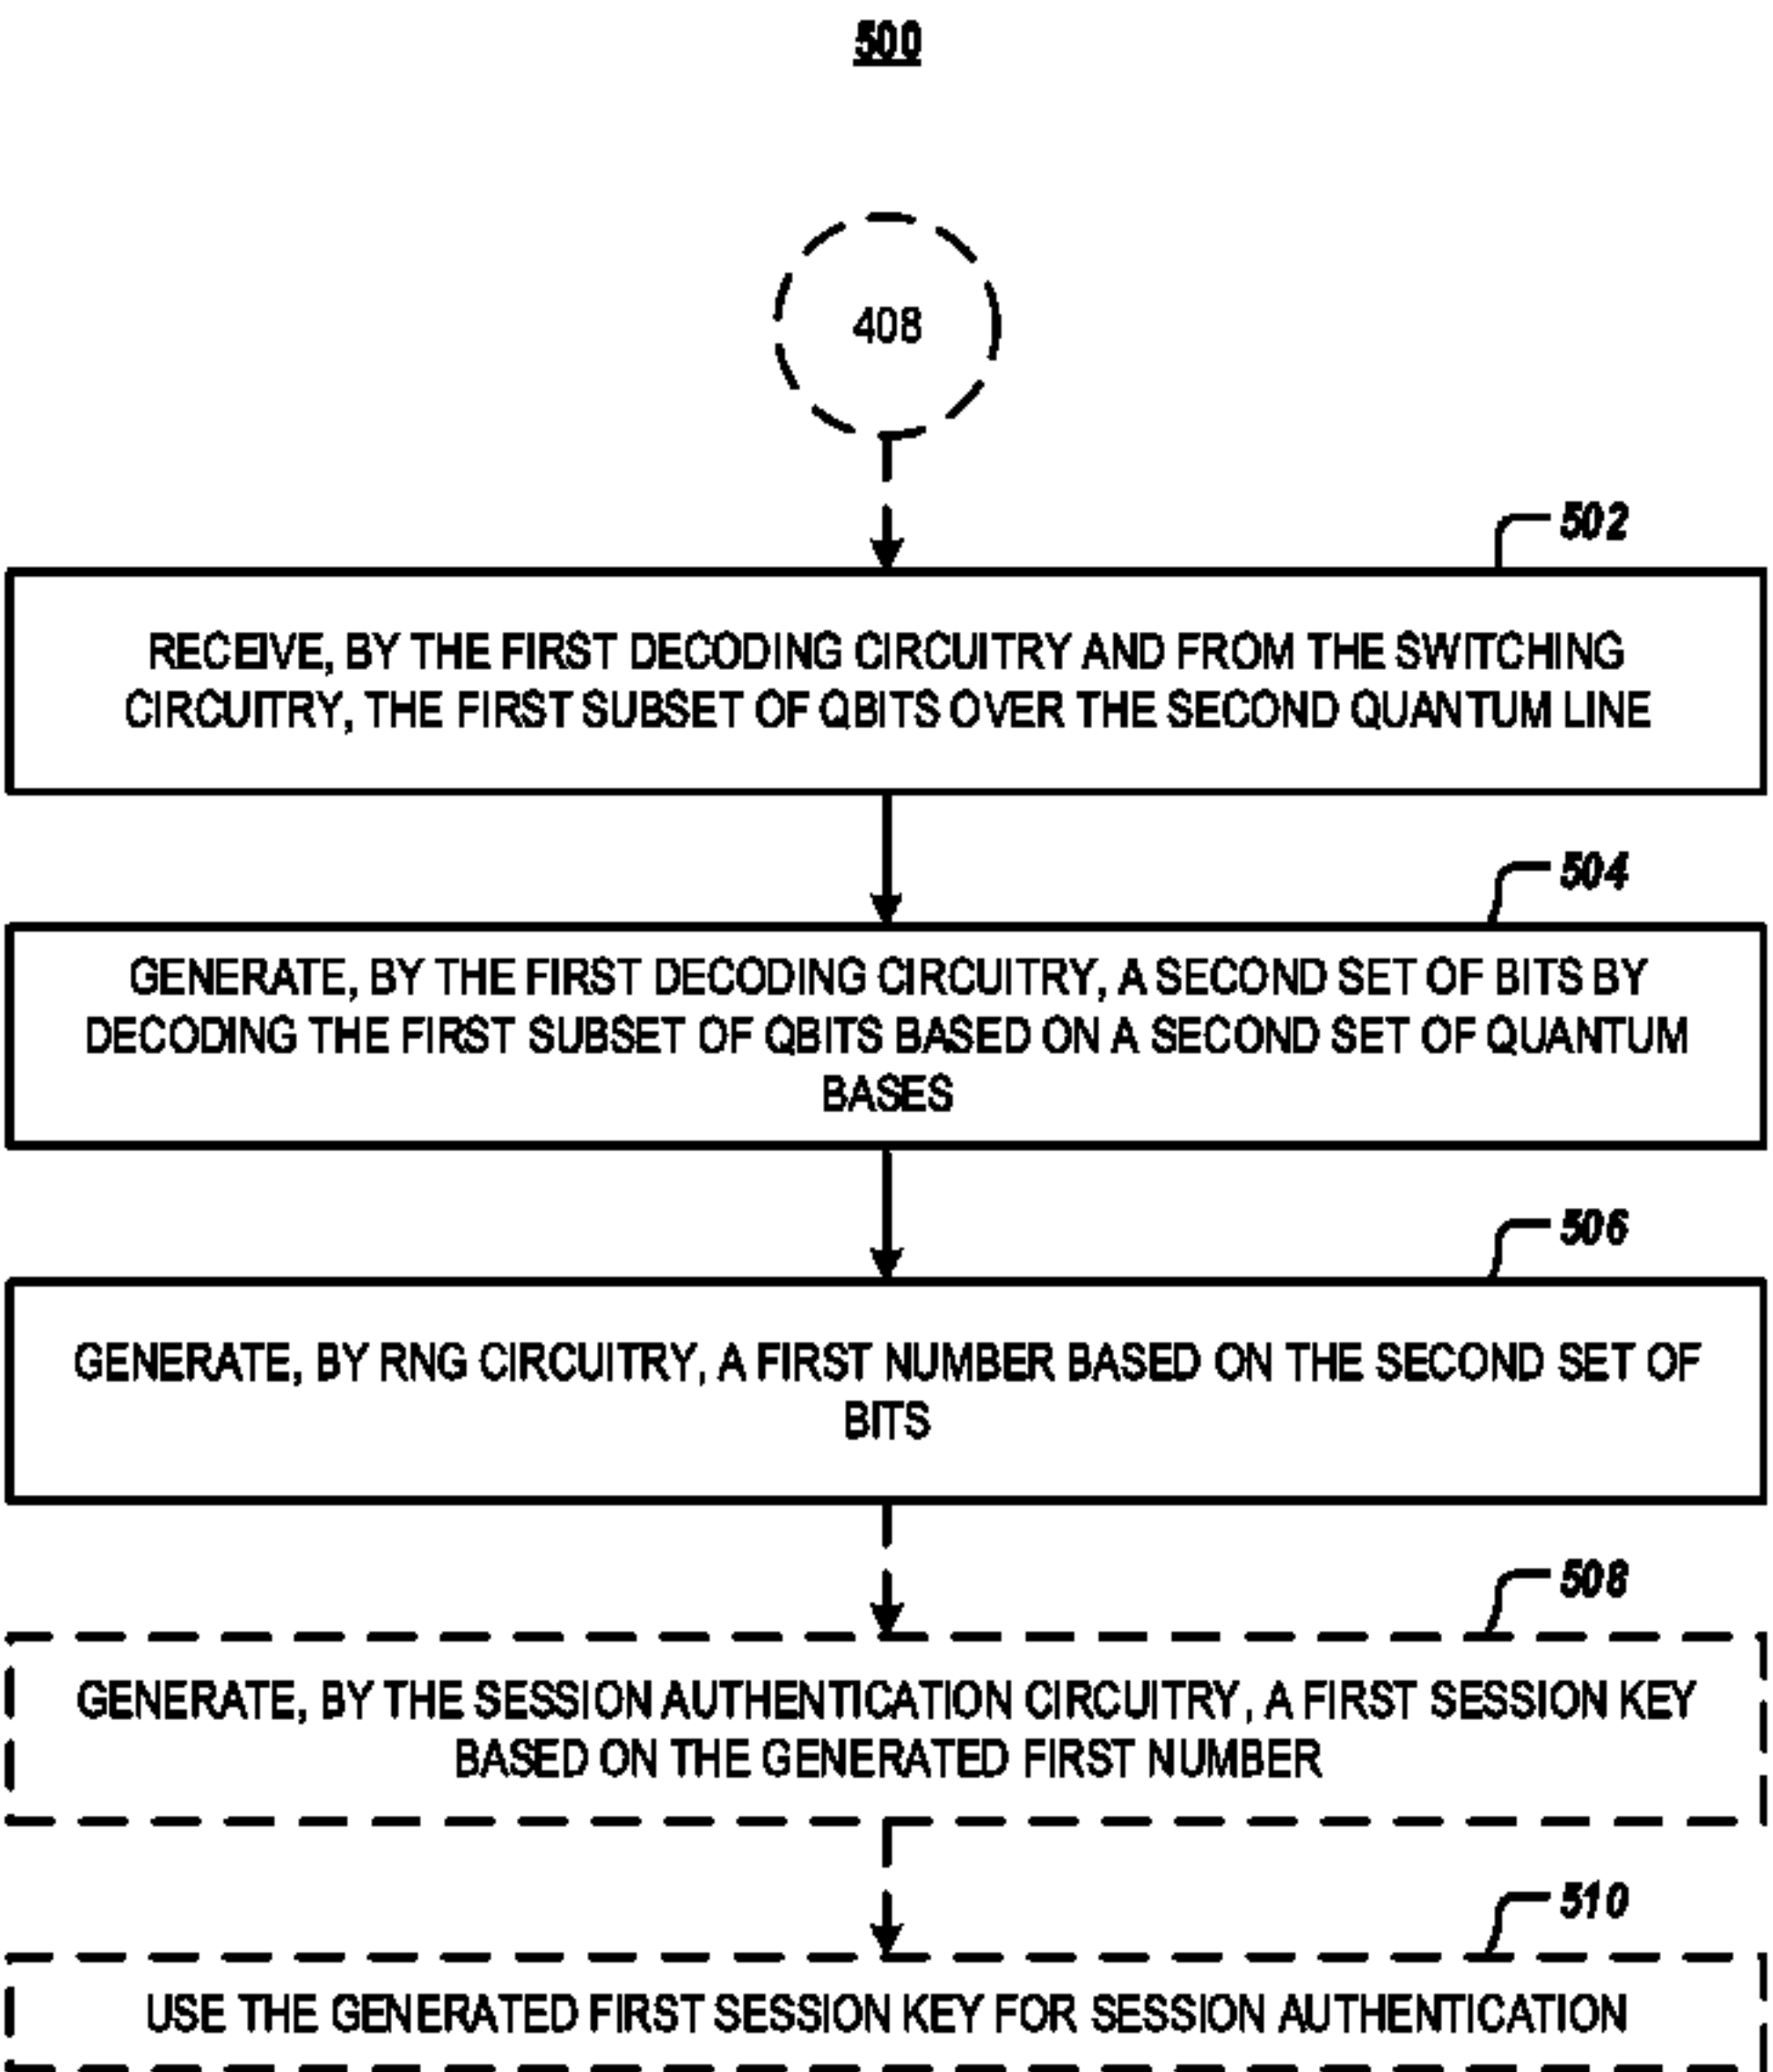 500
408
502
RECEIVE, BY THE FIRST DECODING CIRCUITRY AND FROM THE SWITCHING
CIRCUITRY, THE FIRST SUBSET OF QBITS OVER THE SECOND QUANTUM LINE
504
GENERATE, BY THE FIRST DECODING CIRCUITRY, A SECOND SET OF BITS BY
DECODING THE FIRST SUBSET OF QBITS BASED ON A SECOND SET OF QUANTUM
BASES
506
GENERATE, BY RNG CIRCUITRY, A FIRST NUMBER BASED ON THE SECOND SET OF
BITS
508
GENERATE, BY THE SESSION AUTHENTICATION CIRCUITRY, A FIRST SESSION KEY
BASED ON THE GENERATED FIRST NUMBER
510
USE THE GENERATED FIRST SESSION KEY FOR SESSION AUTHENTICATION